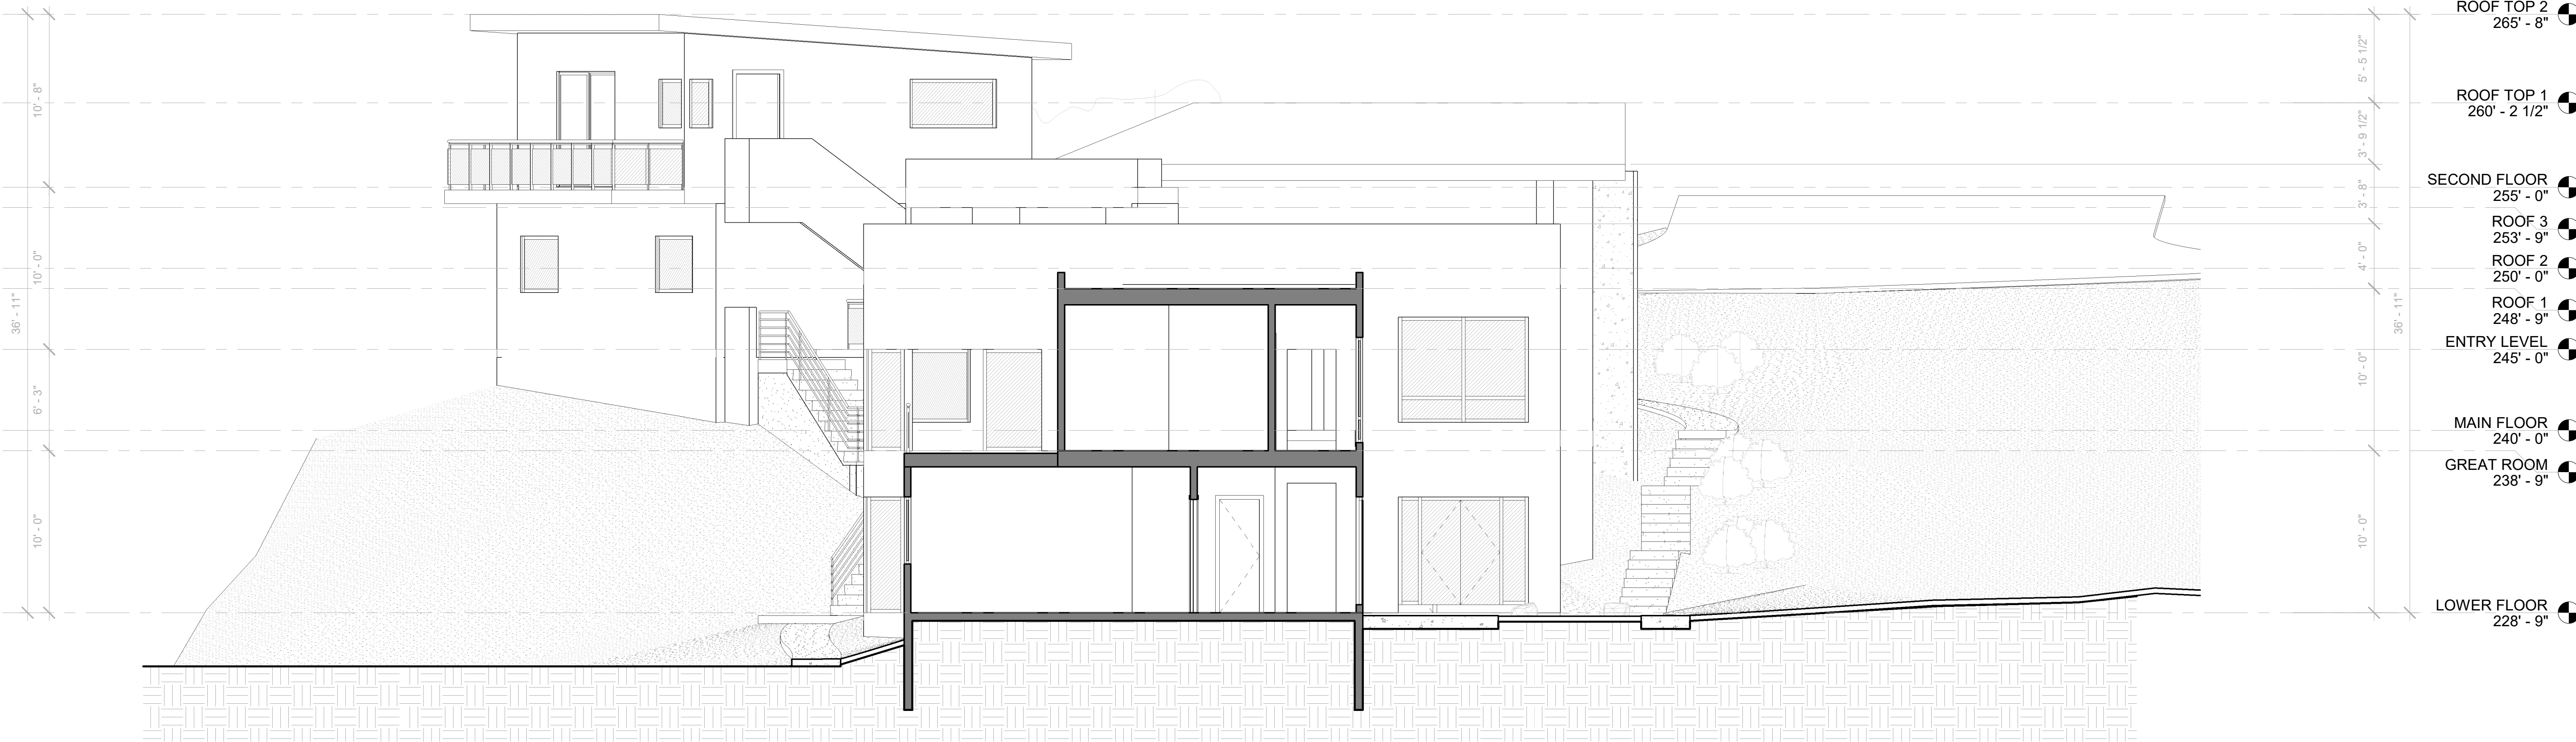 ROOF TOP 2
265' - 8"
ROOF TOP 1
260' - 2 1/2"
SECOND FLOOR
255' - 0"
ROOF 3
253' - 9"
ROOF 2
250' - 0"
ROOF 1
248' - 9"
ENTRY LEVEL
245' - 0"
MAIN FLOOR
240' - 0"
GREAT ROOM
238' - 9"
LOWER FLOOR
228' - 9"
10' - 8"
10' - 0"
6' - 3"
10' - 0"
36' - 11"
5' - 5 1/2"
3' - 9 1/2"
3' - 8"
4' - 0"
10' - 0"
10' - 0"
36' - 11"